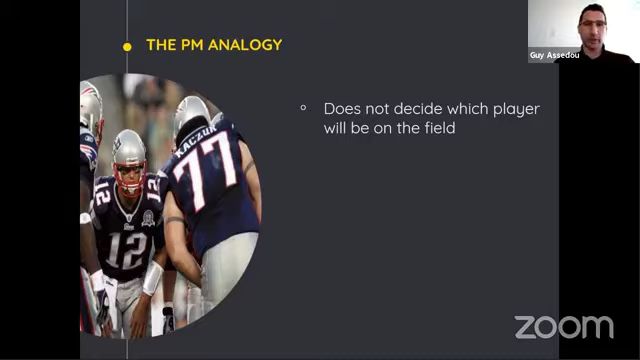 THE PM ANALOGY
Guy Assedou
Does not decide which player
will be on the field
KACZUR
77
12
12
12
zoom